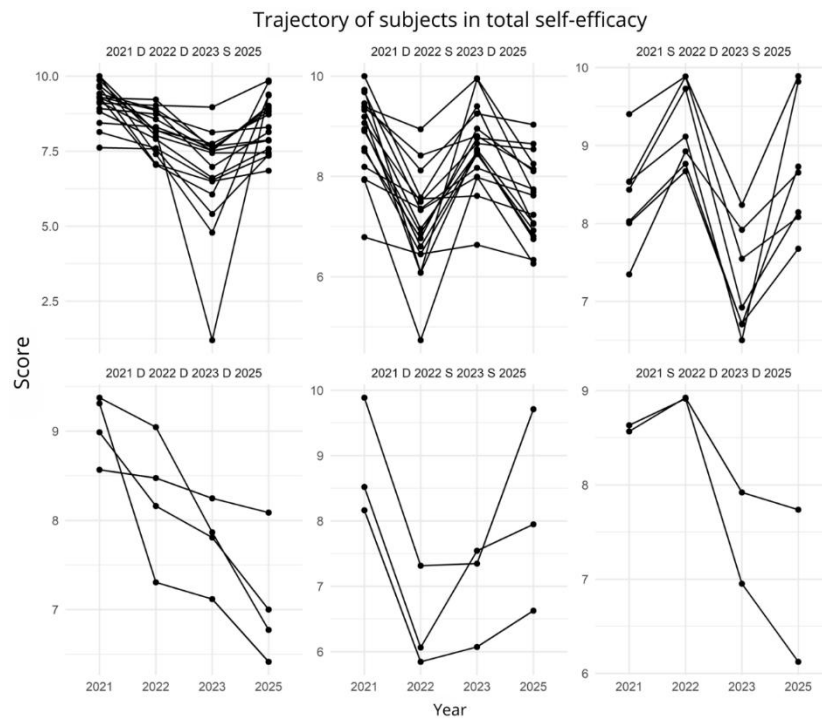 Trajectory of subjects in total self-efficacy
2021 D 2022 D 2023 S 2025
2021 D 2022 S 2023 D 2025
2021 S 2022 D 2023 S 2025
10.0
7.5
5.0
2.5
10
8
6
10
9
8
7
Score
2021 D 2022 D 2023 D 2025
2021 D 2022 S 2023 S 2025
2021 S 2022 D 2023 D 2025
9
8
7
10
9
8
7
6
9
8
7
6
2021 2022 2023 2025
2021 2022 2023 2025
2021 2022 2023 2025
Year